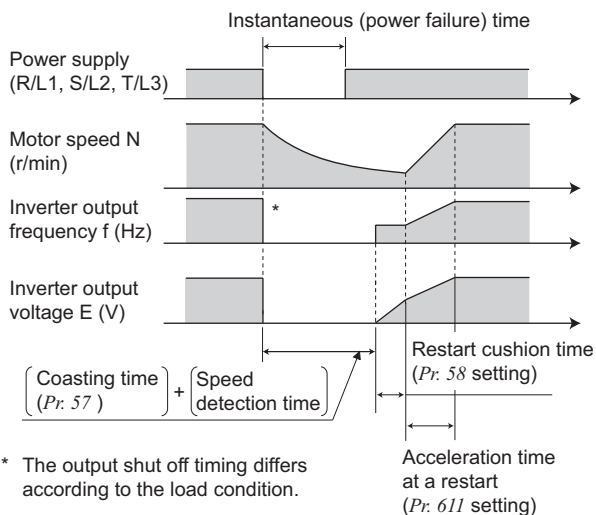 Instantaneous (power failure) time
Power supply
(R/L1, S/L2, T/L3)
Motor speed N
(r/min)
Inverter output
frequency f (Hz)
*
Inverter output
voltage E (V)
Coasting time
(Pr. 57 )
+
Speed
detection time
Restart cushion time
(Pr. 58 setting)
* The output shut off timing differs
according to the load condition.
Acceleration time
at a restart
(Pr. 611 setting)